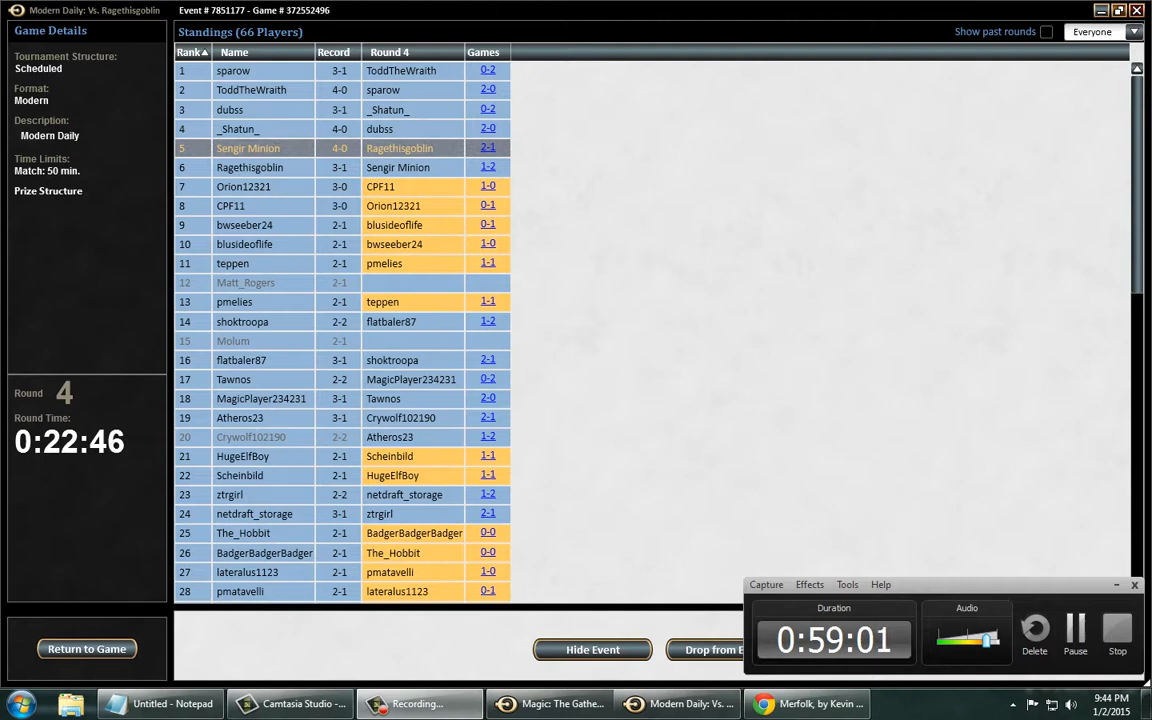 Modern Daily: Vs. Ragethisgoblin
Event # 7851177 - Game # 372552496
Game Details
Tournament Structure:
Scheduled
Format:
Modern
Description:
Modern Daily
Time Limits:
Match: 50 min.
Prize Structure
Round 4
Round Time:
0:22:46
Return to Game
Standings (66 Players)
Show past rounds
Everyone
Rank Name Record Round 4 Games
1 sparow 3-1 ToddTheWraith 0-2
2 ToddTheWraith 4-0 sparow 2-0
3 dubss 3-1 _Shatun_ 0-2
4 _Shatun_ 4-0 dubss 2-0
5 Sengir Minion 4-0 Ragethisgoblin 2-1
6 Ragethisgoblin 3-1 Sengir Minion 1-2
7 Orion12321 3-0 CPF11 1-0
8 CPF11 3-0 Orion12321 0-1
9 bwseeber24 2-1 blusideoflife 0-1
10 blusideoflife 2-1 bwseeber24 1-0
11 teppen 2-1 pmelies 1-1
12 Matt_Rogers 2-1
13 pmelies 2-1 teppen 1-1
14 shoktroopa 2-2 flatbaler87 1-2
15 Molum 2-1
16 flatbaler87 3-1 shoktroopa 2-1
17 Tawnos 2-2 MagicPlayer234231 0-2
18 MagicPlayer234231 3-1 Tawnos 2-0
19 Atheros23 3-1 Crywolf102190 2-1
20 Crywolf102190 2-2 Atheros23 1-2
21 HugeElfBoy 2-1 Scheinbild 1-1
22 Scheinbild 2-1 HugeElfBoy 1-1
23 ztrgirl 2-2 netdraft_storage 1-2
24 netdraft_storage 3-1 ztrgirl 2-1
25 The_Hobbit 2-1 BadgerBadgerBadger 0-0
26 BadgerBadgerBadger 2-1 The_Hobbit 0-0
27 lateralus1123 2-1 pmatavelli 1-0
28 pmatavelli 2-1 lateralus1123 0-1
Hide Event
Drop from E
Capture Effects Tools Help
Duration
0:59:01
Audio
Delete Pause Stop
Untitled - Notepad
Camtasia Studio -...
Recording...
Magic: The Gathe...
Modern Daily: Vs. ...
Merfolk, by Kevin ...
9:44 PM
1/2/2015